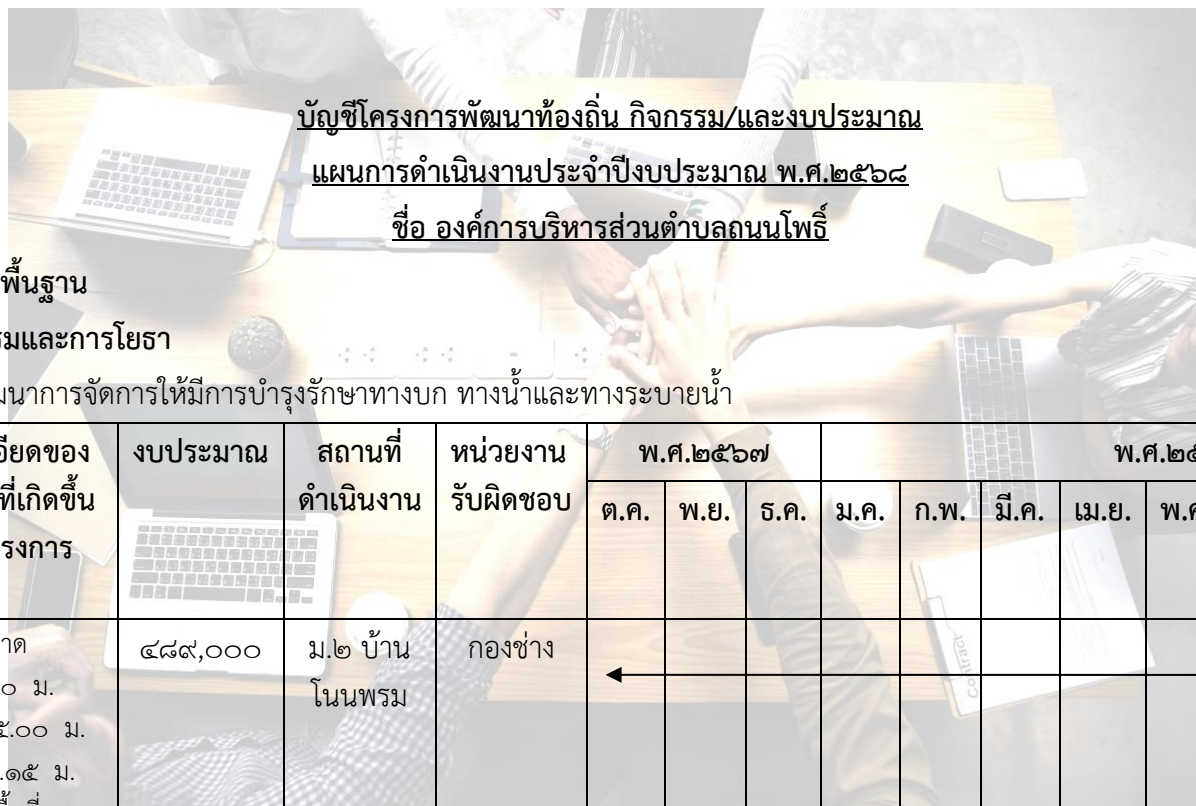 บัญชีโครงการพัฒนาท้องถิ่น กิจกรรม/และงบประมาณ
แผนการดำเนินงานประจำปีงบประมาณ พ.ศ.๒๕๖๘
ชื่อ องค์การบริหารส่วนตำบลถนนโพธิ์
พื้นฐาน
และการโยธา
การจัดการให้มีการบำรุงรักษาทางบก ทางน้ำและทางระบายน้ำ
ของ งบประมาณ สถานที่ หน่วยงาน พ.ศ.๒๕๖๗
ที่เกิดขึ้น ดำเนินงาน รับผิดชอบ
ต.ค. พ.ย. ธ.ค. ม.ค. ก.พ. มี.ค. เม.ย.
๔๘๙,๐๐๐ ม.๒ บ้าน กองช่าง
ม. โนนพรม
๕.๐๐ ม.
.๑๕ ม.
Contract